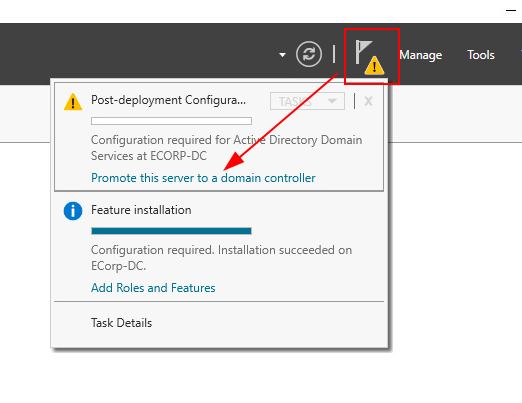 Manage Tools
Post-deployment Configura...
TASKS
X
Configuration required for Active Directory Domain
Services at ECORP-DC
Promote this server to a domain controller
Feature installation
Configuration required. Installation succeeded on
ECorp-DC.
Add Roles and Features
Task Details